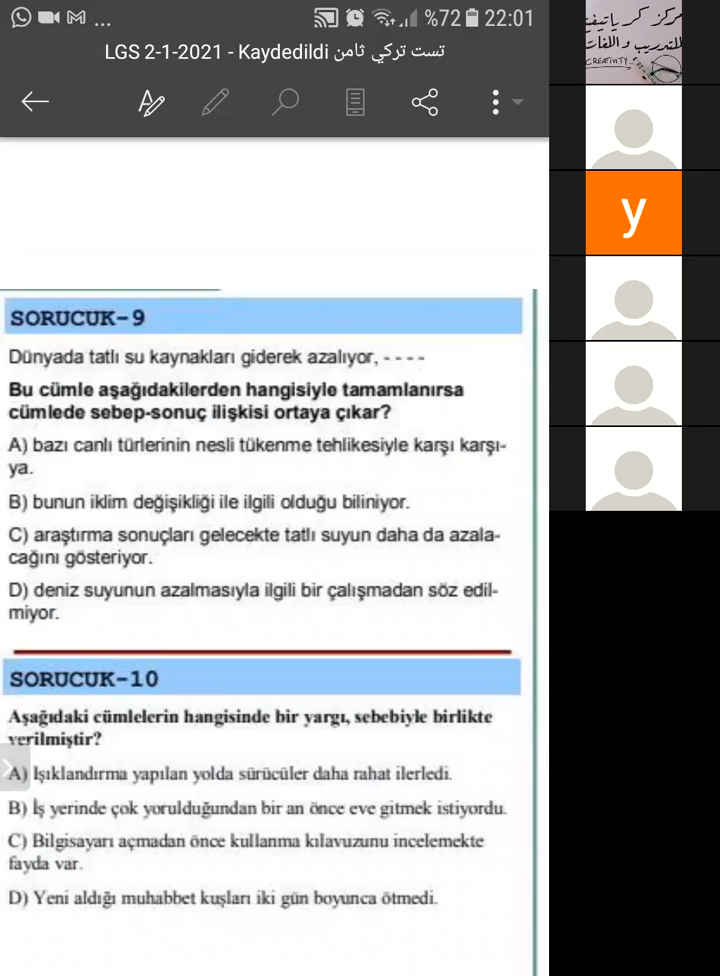 ... %72 22:01
LGS 2-1-2021 - Kaydedildi تست تركي ثامن
SORUCUK-9
Dünyada tatlı su kaynakları giderek azalıyor, - - - -
Bu cümle aşağıdakilerden hangisiyle tamamlanırsa
cümlede sebep-sonuç ilişkisi ortaya çıkar?
A) bazı canlı türlerinin nesli tükenme tehlikesiyle karşı karşı-
ya.
B) bunun iklim değişikliği ile ilgili olduğu biliniyor.
C) araştırma sonuçları gelecekte tatlı suyun daha da azala-
cağını gösteriyor.
D) deniz suyunun azalmasıyla ilgili bir çalışmadan söz edil-
miyor.
SORUCUK-10
Aşağıdaki cümlelerin hangisinde bir yargı, sebebiyle birlikte
verilmiştir?
A) Işıklandırma yapılan yolda sürücüler daha rahat ilerledi.
B) İş yerinde çok yorulduğundan bir an önce eve gitmek istiyordu.
C) Bilgisayarı açmadan önce kullanma kılavuzunu incelemekte
fayda var.
D) Yeni aldığı muhabbet kuşları iki gün boyunca ötmedi.
مركز كرياتيفيتي
للتدريب واللغات
CREATIVITY
y